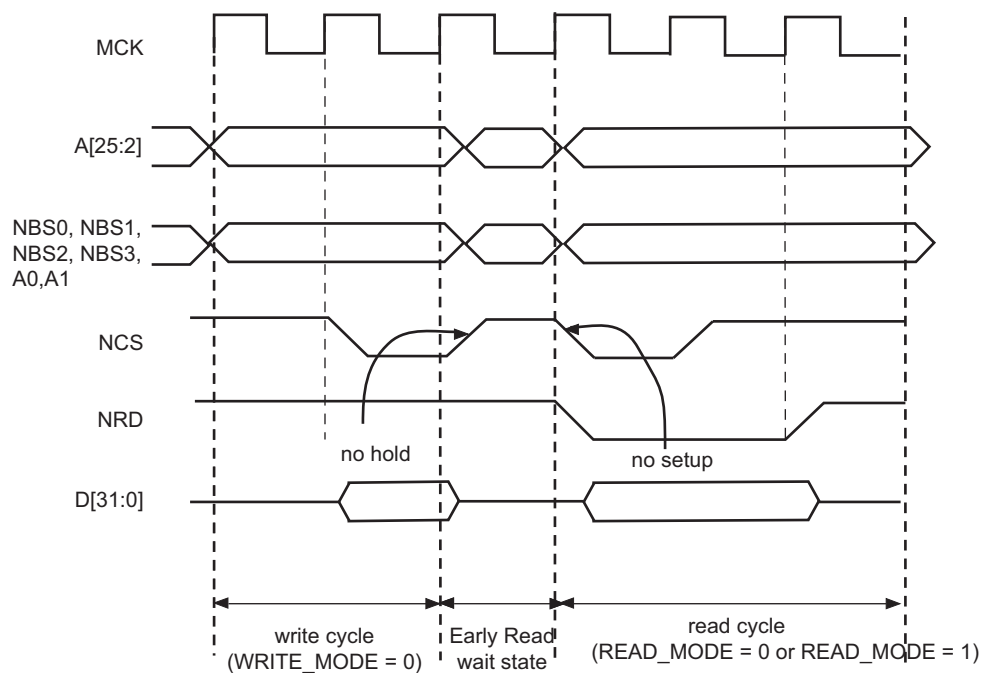 MCK
A[25:2]
NBS0, NBS1,
NBS2, NBS3,
A0,A1
NCS
NRD
no hold
no setup
D[31:0]
write cycle
(WRITE_MODE = 0)
Early Read
wait state
read cycle
(READ_MODE = 0 or READ_MODE = 1)